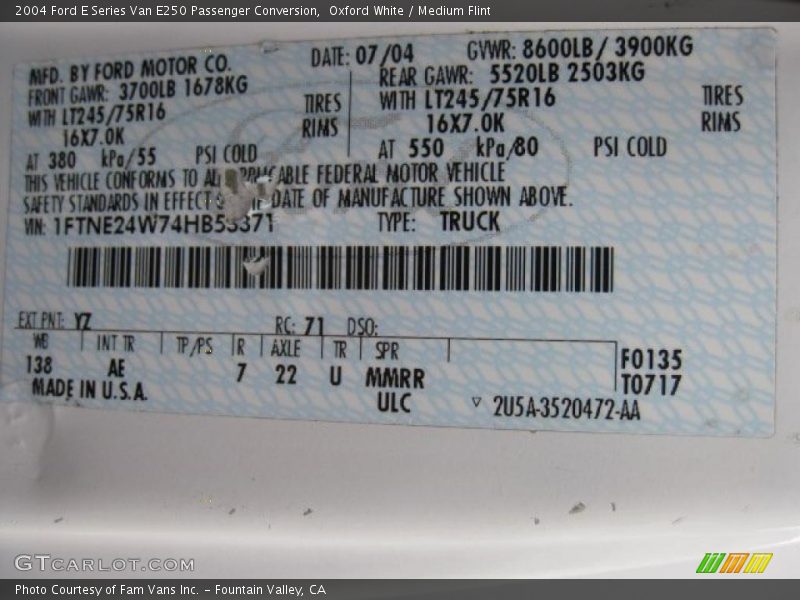 2004 Ford E Series Van E250 Passenger Conversion, Oxford White / Medium Flint
MFD. BY FORD MOTOR CO.
DATE: 07/04
GVWR: 8600LB/ 3900KG
FRONT GAWR: 3700LB 1678KG
REAR GAWR: 5520LB 2503KG
WITH LT245/75R16 TIRES
WITH LT245/75R16 TIRES
16X7.0K RIMS
16X7.0K RIMS
AT 380 kPa/55 PSI COLD
AT 550 kPa/80 PSI COLD
THIS VEHICLE CONFORMS TO FEDERAL MOTOR VEHICLE
SAFETY STANDARDS IN EFFECT DATE OF MANUFACTURE SHOWN ABOVE.
VIN: 1FTNE24W74HB53371 TYPE: TRUCK
EXT PNT: YZ RC: 71 DSO:
WB INT TR TP/PS R AXLE TR SPR
138 AE 7 22 U MMRR
F0135
T0717
MADE IN U.S.A.
ULC
▽ 2U5A-3520472-AA
GTCARLOT.COM
Photo Courtesy of Fam Vans Inc. - Fountain Valley, CA